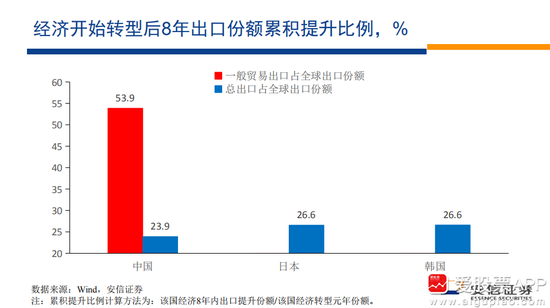 经济开始转型后8年出口份额累积提升比例，%
一般贸易出口占全球出口份额
总出口占全球出口份额
60
55
50
45
40
35
30
25
20
53.9
23.9
26.6
26.6
中国
日本
韩国
数据来源：Wind，安信证券
注：累积提升比例计算方法为：该国经济8年内出口提升份额/该国经济转型元年份额。
爱股票APP
www.aigupiao.com
安信证券
ESSENCE SECURITIES